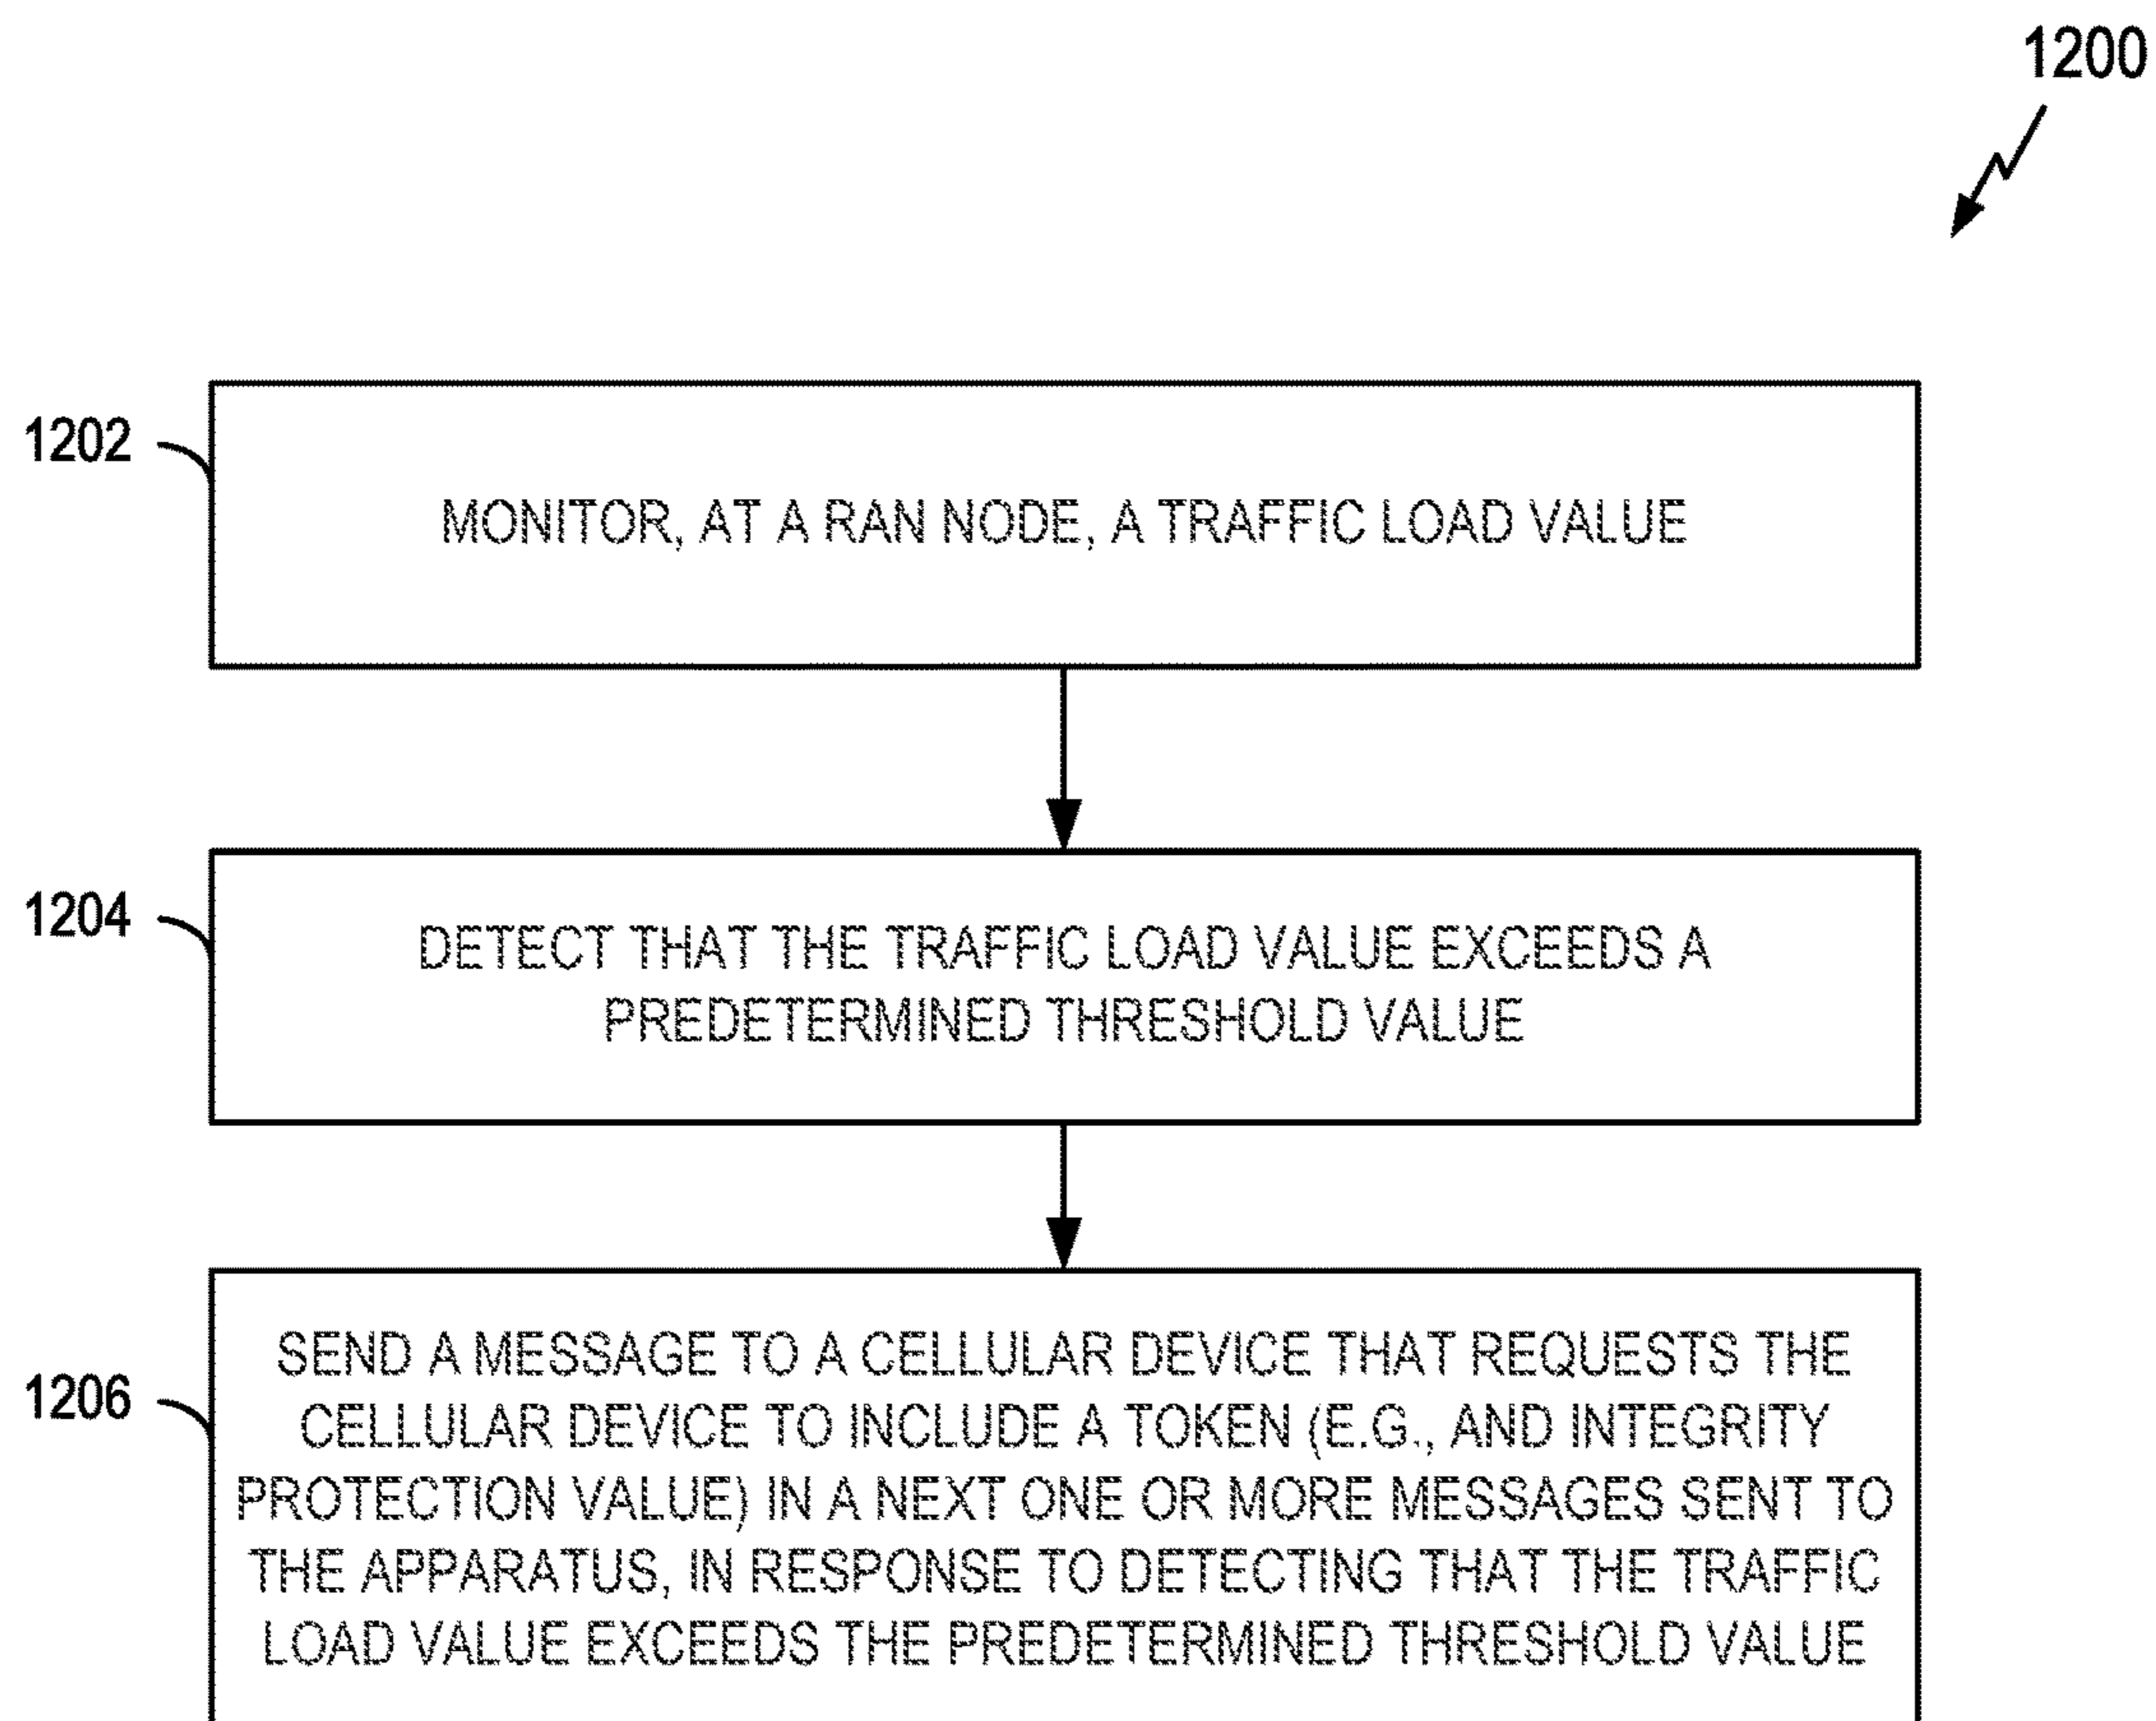 1200
1202
MONITOR, AT A RAN NODE, A TRAFFIC LOAD VALUE
1204
DETECT THAT THE TRAFFIC LOAD VALUE EXCEEDS A
PREDETERMINED THRESHOLD VALUE
1206
SEND A MESSAGE TO A CELLULAR DEVICE THAT REQUESTS THE
CELLULAR DEVICE TO INCLUDE A TOKEN (E.G., AND INTEGRITY
PROTECTION VALUE) IN A NEXT ONE OR MORE MESSAGES SENT TO
THE APPARATUS, IN RESPONSE TO DETECTING THAT THE TRAFFIC
LOAD VALUE EXCEEDS THE PREDETERMINED THRESHOLD VALUE